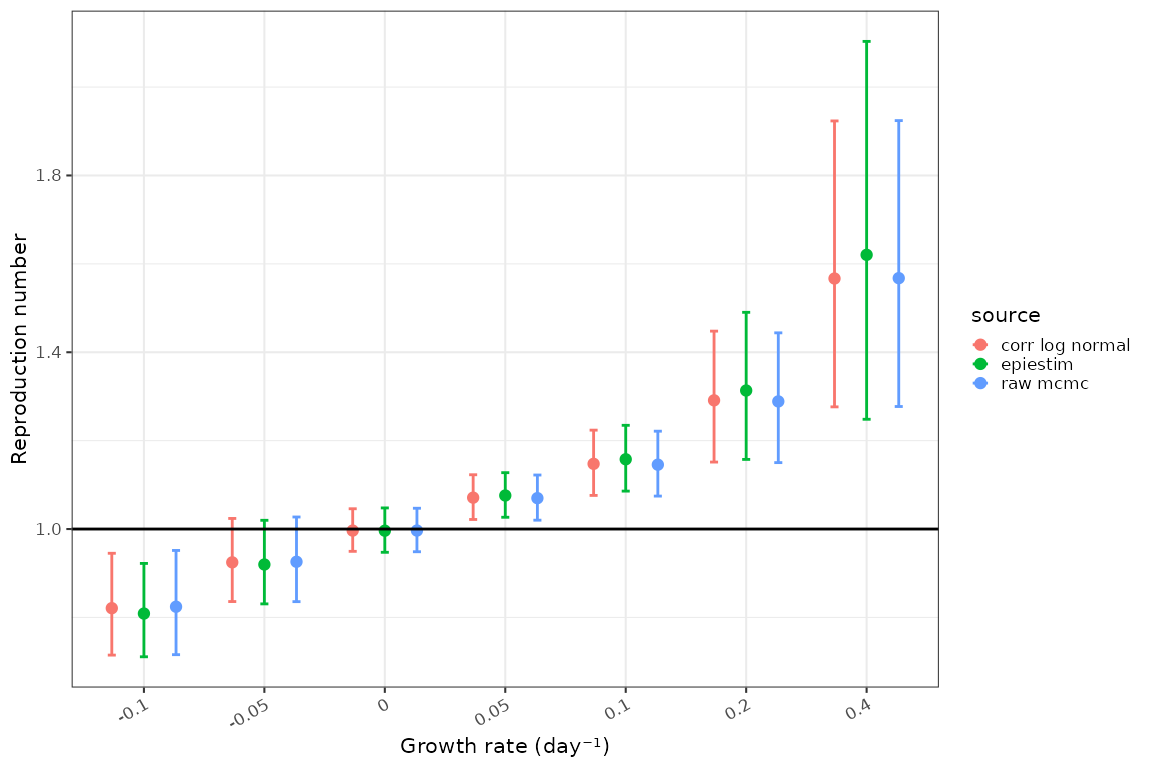 Reproduction number
1.8
1.4
1.0
-0.1
-0.05
0
0.05
0.1
0.2
0.4
Growth rate (day⁻¹)
source
corr log normal
epiestim
raw mcmc